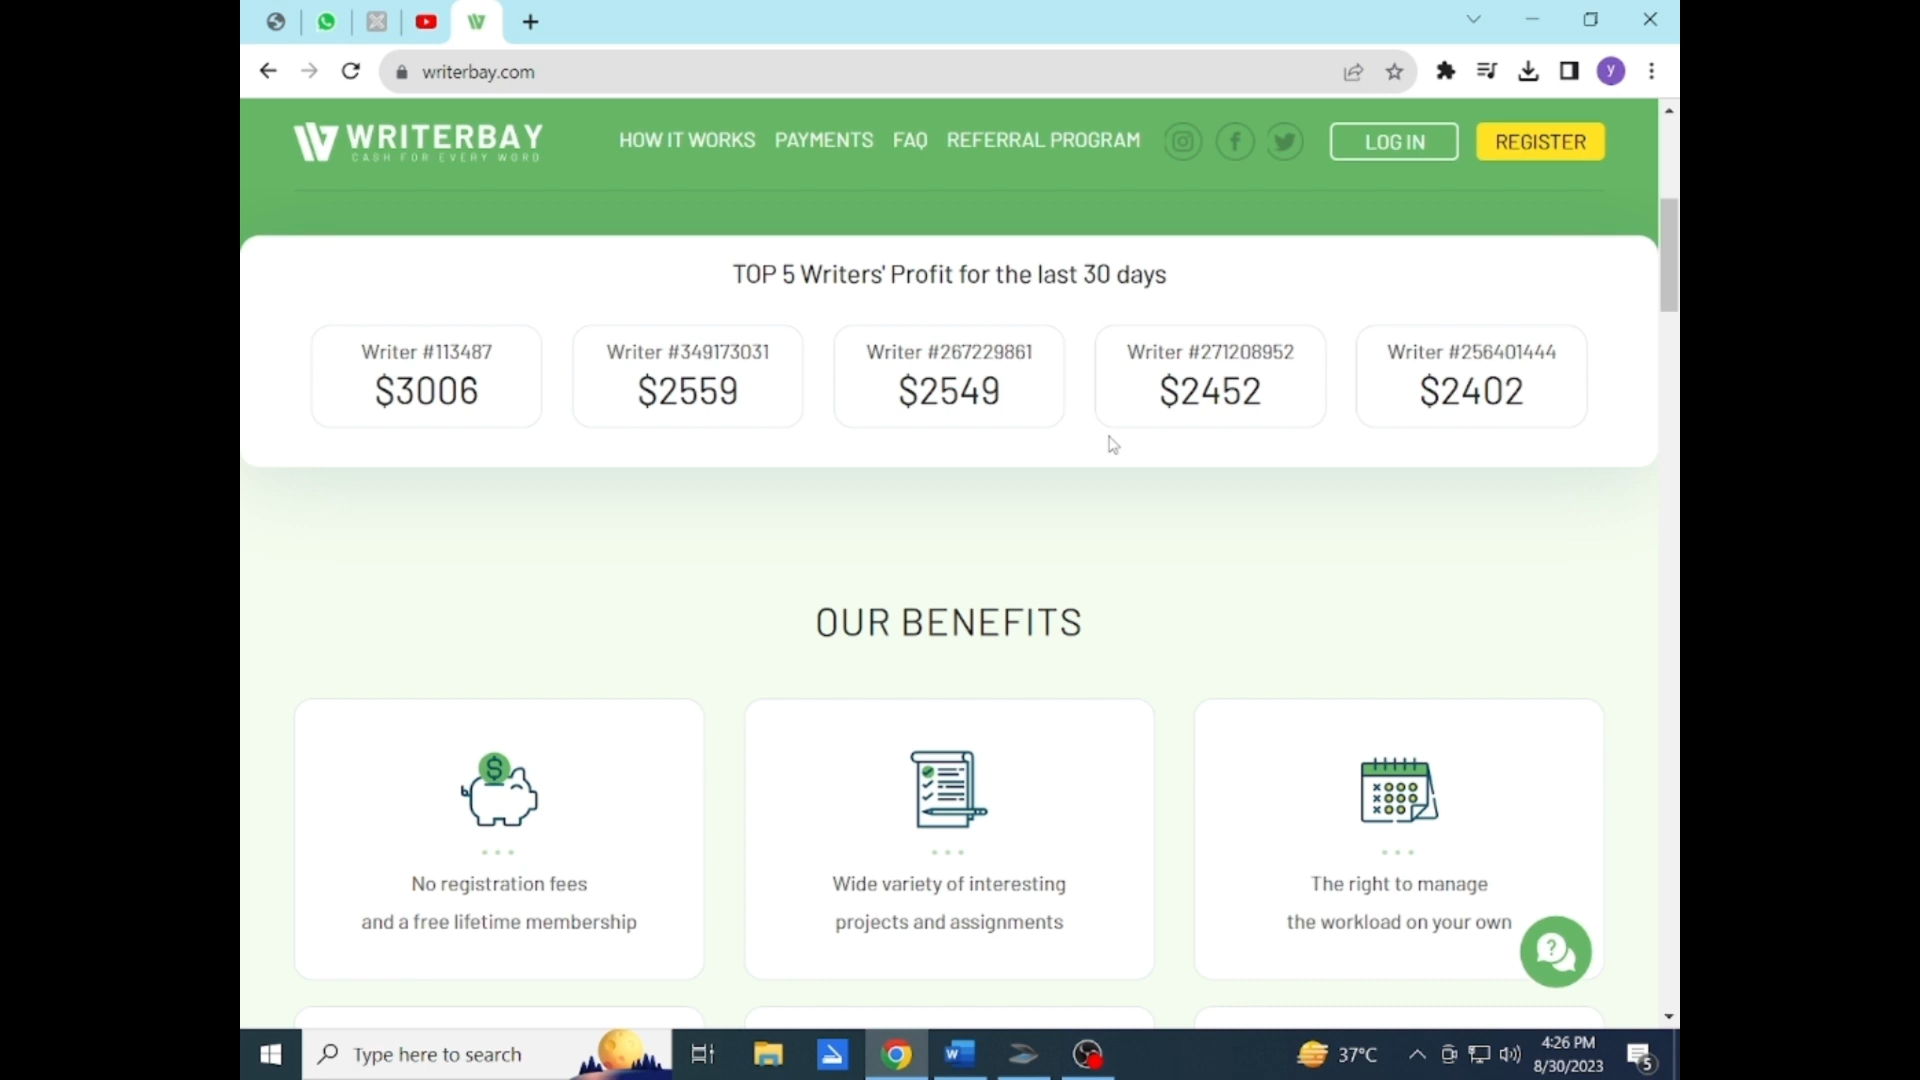 writerbay.com
y
WRITERBAY
CASH FOR EVERY WORD
HOW IT WORKS PAYMENTS FAQ REFERRAL PROGRAM
LOG IN
REGISTER
TOP 5 Writers' Profit for the last 30 days
Writer #113487
$3006
Writer #349173031
$2559
Writer #267229861
$2549
Writer #271208952
$2452
Writer #256401444
$2402
OUR BENEFITS
No registration fees
and a free lifetime membership
Wide variety of interesting
projects and assignments
The right to manage
the workload on your own
Type here to search
37°C
4:26 PM
8/30/2023
5